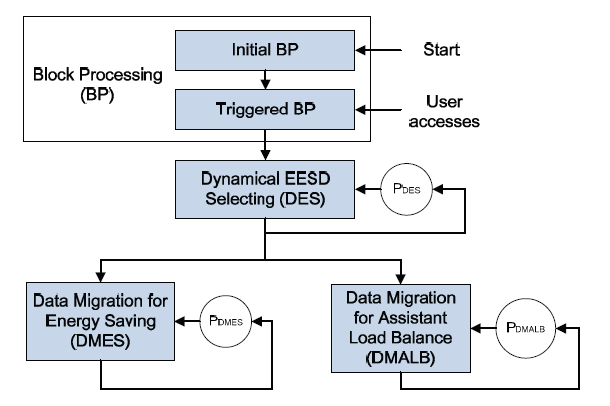 Initial BP
Start
Block Processing
(BP)
Triggered BP
User
accesses
Dynamical EESD
Selecting (DES)
PDES
Data Migration for
Energy Saving
(DMES)
PDMES
Data Migration
for Assistant
Load Balance
(DMALB)
PDMALB